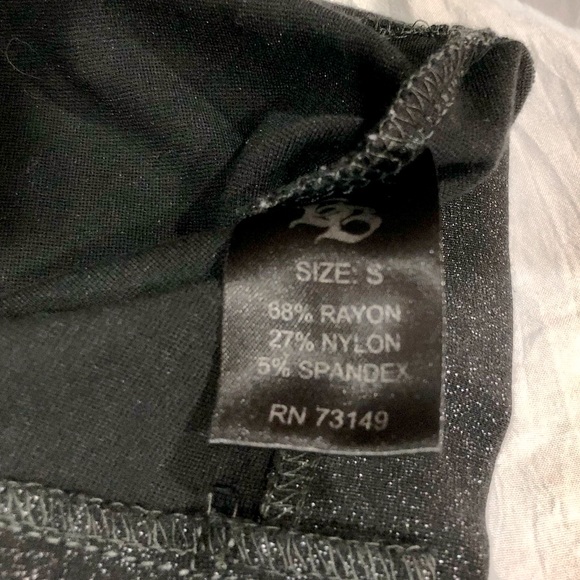 SIZE: S
68% RAYON
27% NYLON
5% SPANDEX
RN 73149